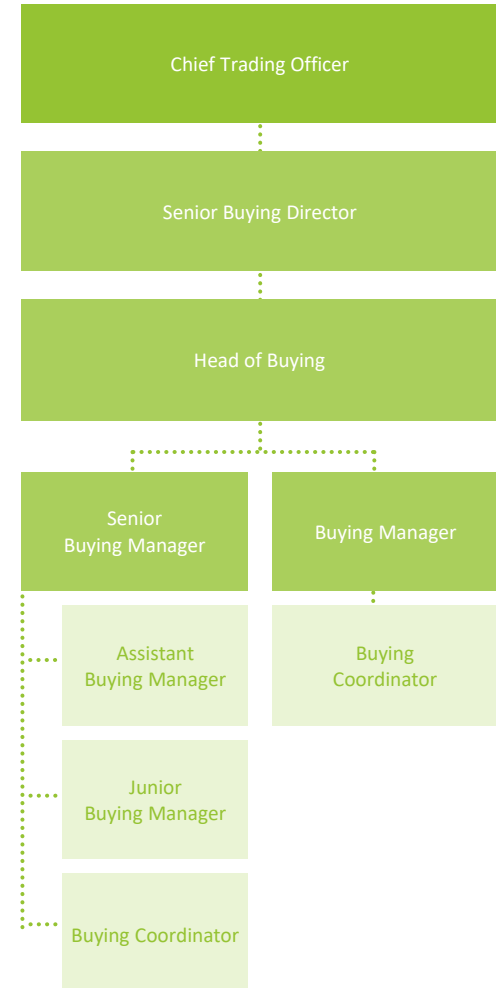 Chief Trading Officer
Senior Buying Director
Head of Buying
Senior
Buying Manager
Buying Manager
Assistant
Buying Manager
Buying
Coordinator
Junior
Buying Manager
Buying Coordinator